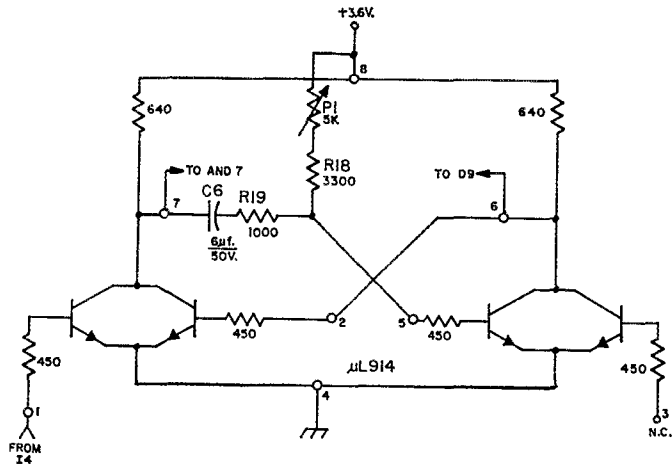 +3.6V.
8
640
P1
5K
640
R18
3300
TO AND 7
TO D9
7
C6
R19
6
6µf.
50V.
1000
450
2
5
450
450
µL914
450
1
4
3
FROM
I4
N.C.